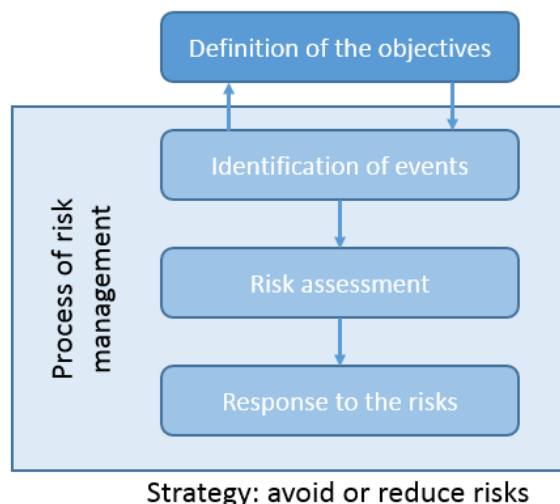 Definition of the objectives
Identification of events
Process of risk
management
Risk assessment
Response to the risks
Strategy: avoid or reduce risks